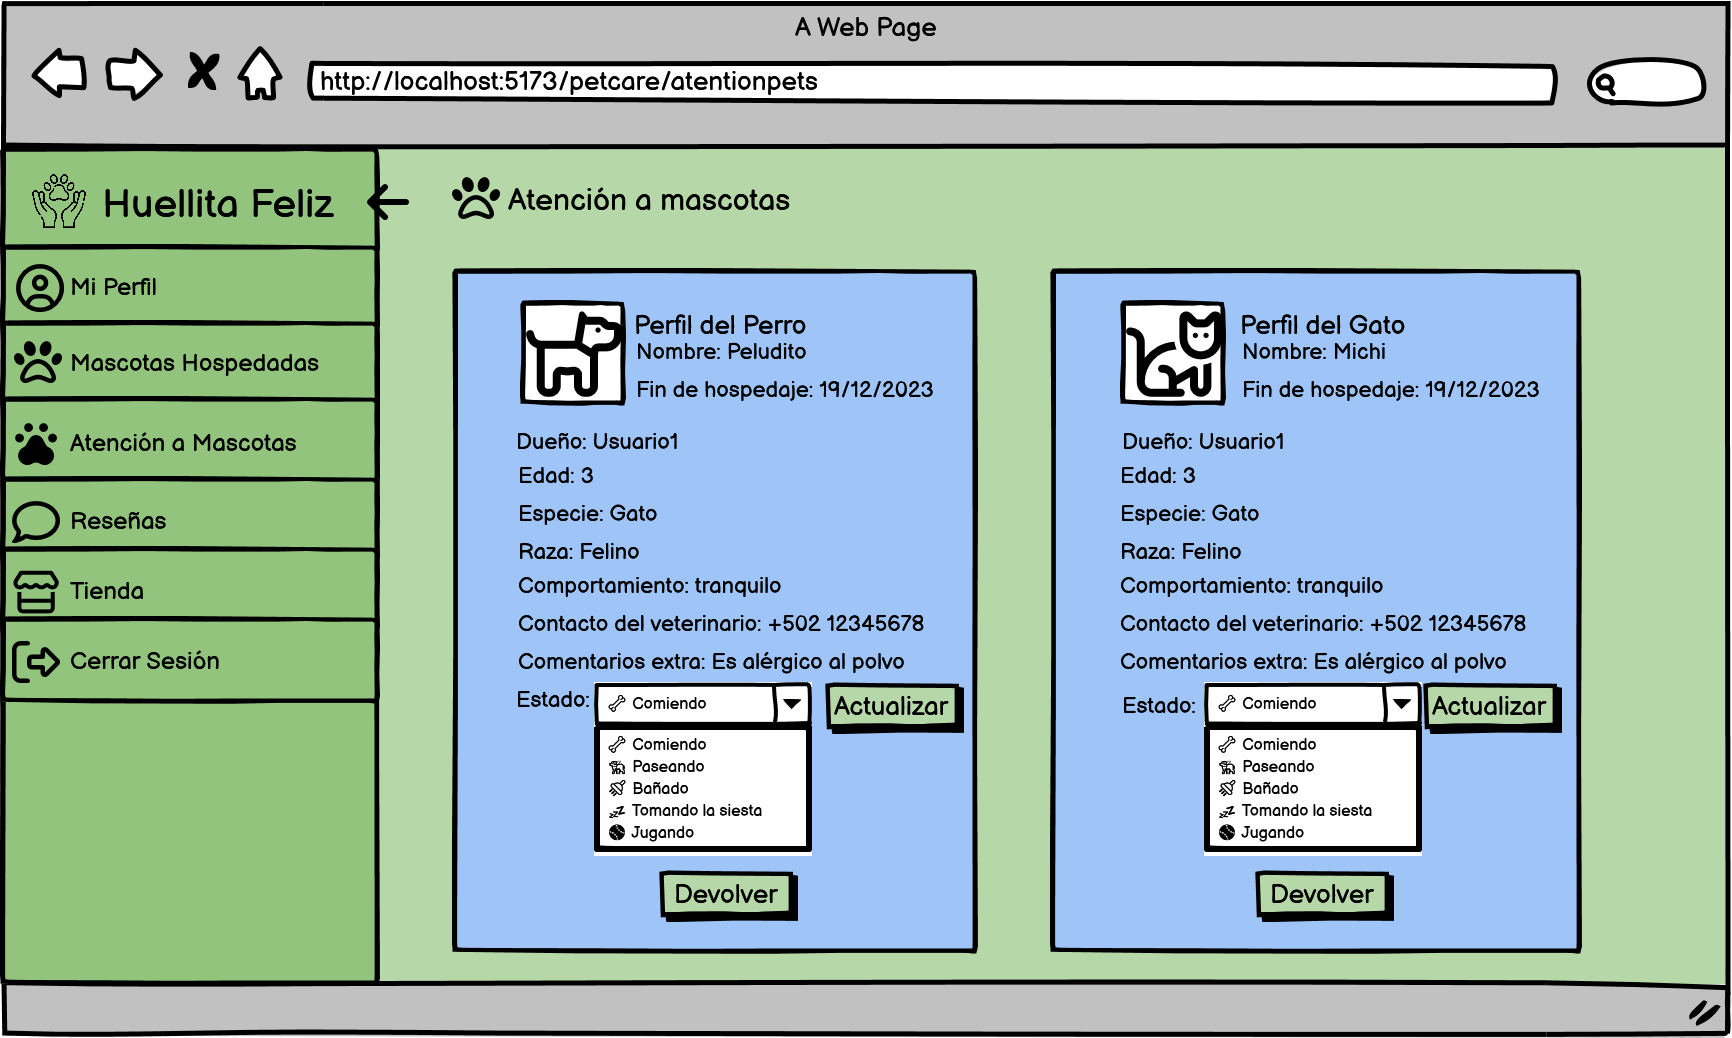 A Web Page
http://localhost:5173/petcare/atentionpets
Huellita Feliz
Mi Perfil
Mascotas Hospedadas
Atención a Mascotas
Reseñas
Tienda
Cerrar Sesión
Atención a mascotas
Perfil del Perro
Nombre: Peludito
Fin de hospedaje: 19/12/2023
Dueño: Usuario1
Edad: 3
Especie: Gato
Raza: Felino
Comportamiento: tranquilo
Contacto del veterinario: +502 12345678
Comentarios extra: Es alérgico al polvo
Estado:
Comiendo
Actualizar
Comiendo
Paseando
Bañado
Tomando la siesta
Jugando
Devolver
Perfil del Gato
Nombre: Michi
Fin de hospedaje: 19/12/2023
Dueño: Usuario1
Edad: 3
Especie: Gato
Raza: Felino
Comportamiento: tranquilo
Contacto del veterinario: +502 12345678
Comentarios extra: Es alérgico al polvo
Estado:
Comiendo
Actualizar
Comiendo
Paseando
Bañado
Tomando la siesta
Jugando
Devolver